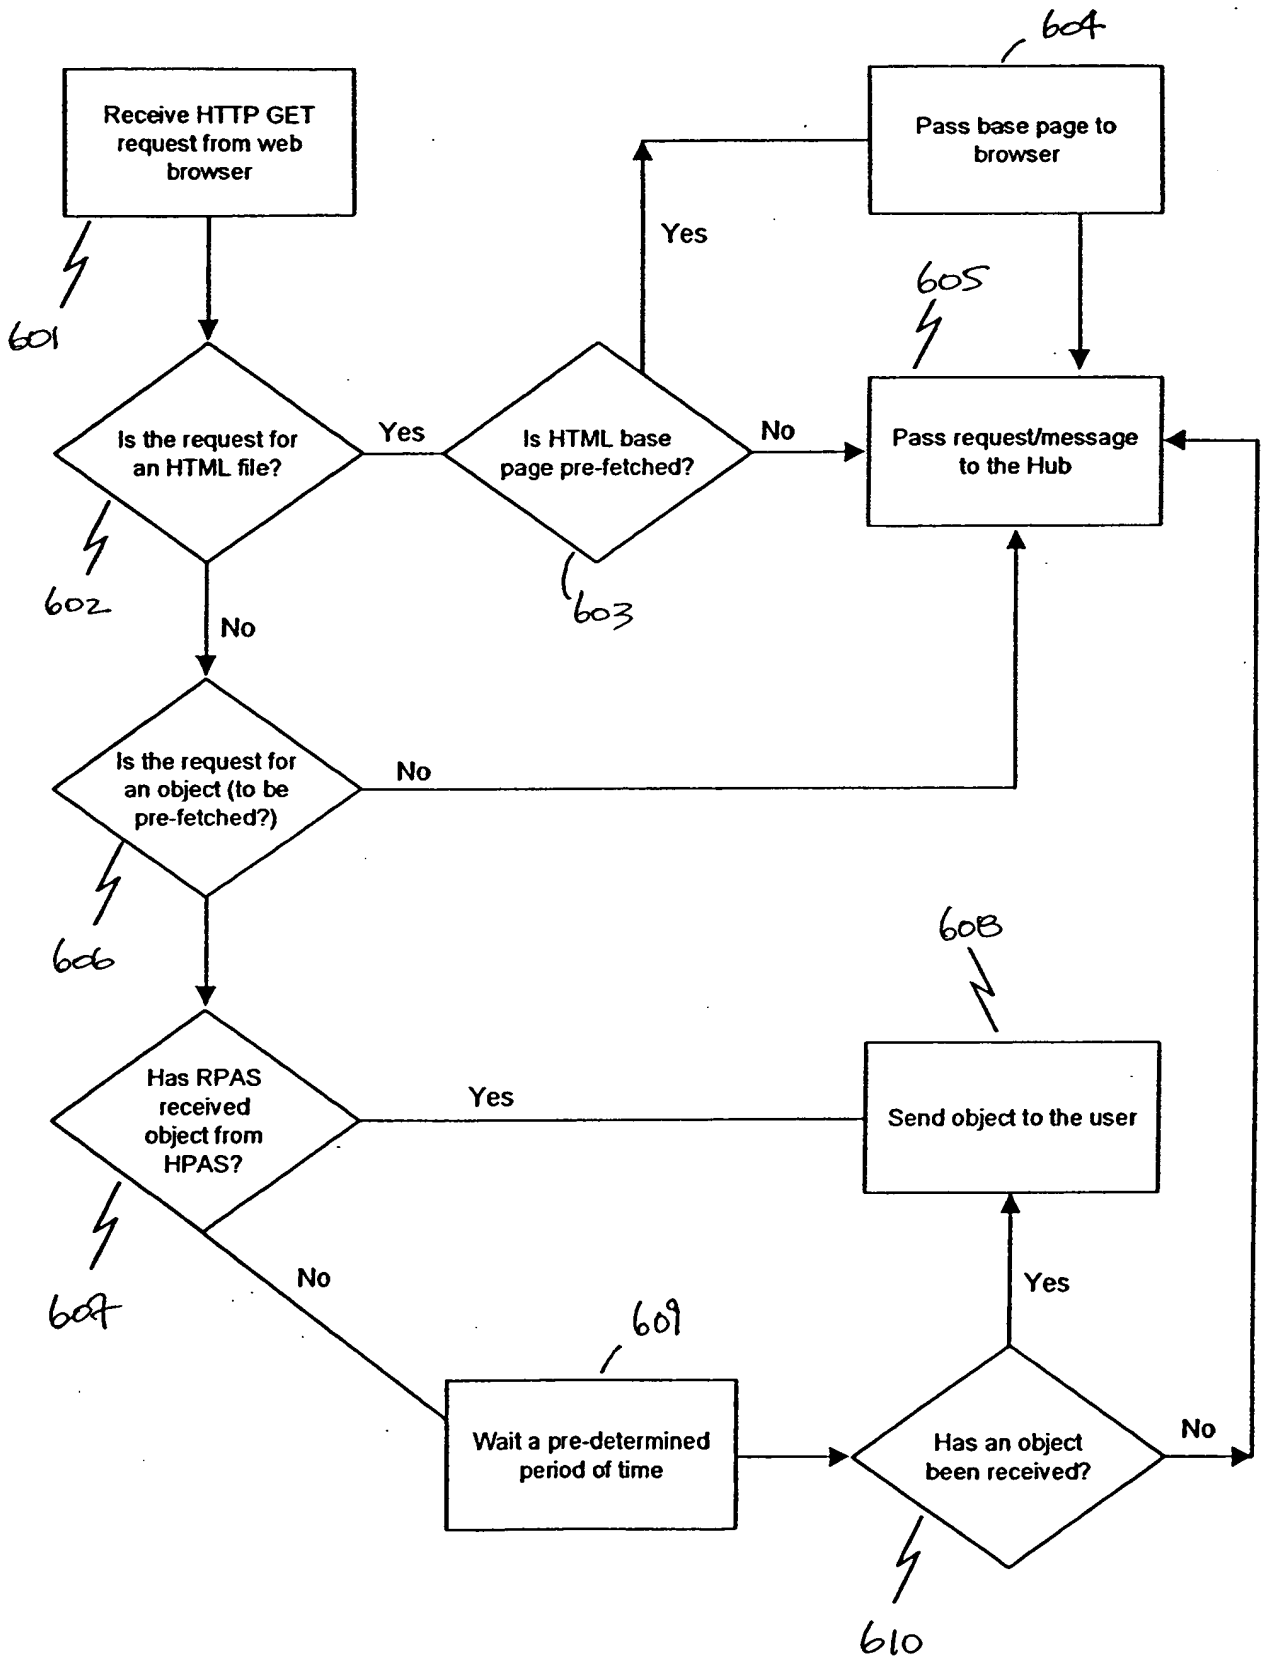 604
Receive HTTP GET
request from web
browser
Pass base page to
browser
Yes
605
601
Is the request for
an HTML file?
Yes
Is HTML base
page pre-fetched?
No
Pass request/message
to the Hub
602
603
No
Is the request for
an object (to be
pre-fetched?)
No
606
608
Has RPAS
received
object from
HPAS?
Yes
Send object to the user
607
No
609
Yes
Wait a pre-determined
period of time
Has an object
been received?
No
610